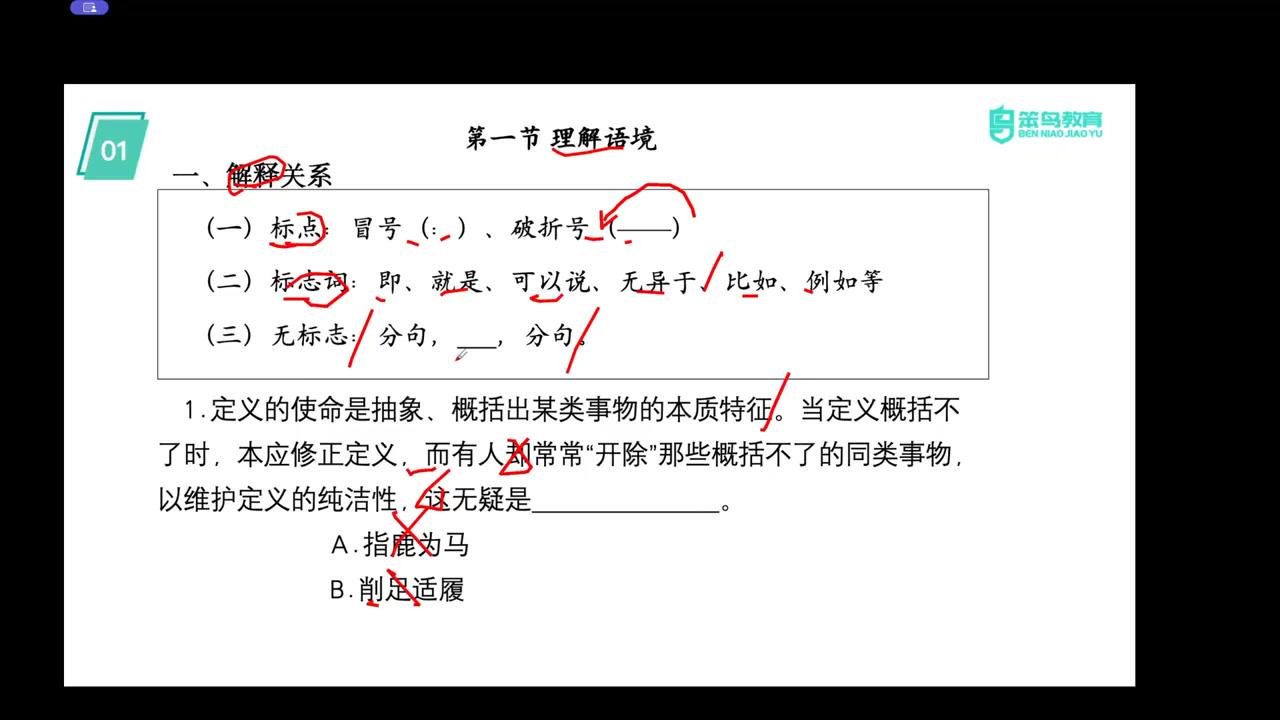 01
第一节 理解语境
笨鸟教育
BEN NIAO JIAO YU
一、解释关系
（一）标点：冒号（：）、破折号（——）
（二）标志词：即、就是、可以说、无异于、比如、例如等
（三）无标志：分句，___，分句。
1.定义的使命是抽象、概括出某类事物的本质特征。当定义概括不
了时，本应修正定义，而有人却常常“开除”那些概括不了的同类事物，
以维护定义的纯洁性，这无疑是______________。
A.指鹿为马
B.削足适履